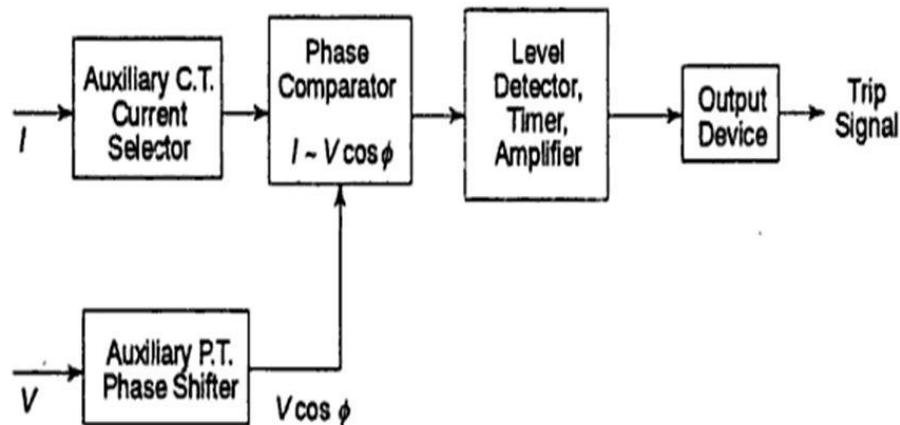 I
Auxiliary C.T.
Current
Selector
Phase
Comparator
I ~ V cos ϕ
Level
Detector,
Timer,
Amplifier
Output
Device
Trip
Signal
V
Auxiliary P.T.
Phase Shifter
V cos ϕ